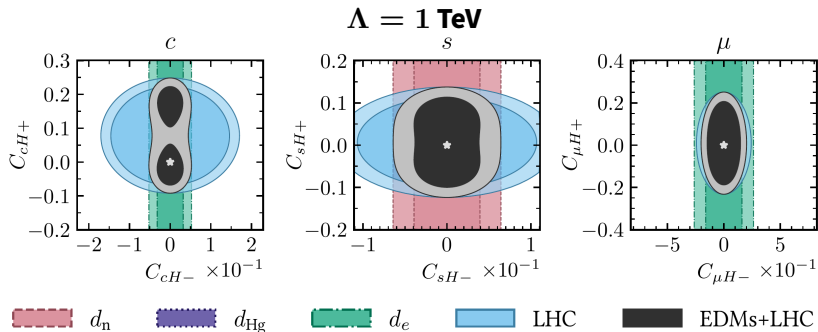 Λ = 1 TeV
c s μ
0.3 0.2 0.1 0.0 −0.1 −0.2
C_{cH+}
−2 −1 0 1 2
C_{cH−} ×10^{−1}
0.2 0.1 0.0 −0.1 −0.2
C_{sH+}
−1 0 1
C_{sH−} ×10^{−1}
0.4 0.2 0.0 −0.2 −0.4
C_{μH+}
−5 0 5
C_{μH−} ×10^{−1}
d_n d_Hg d_e LHC EDMs+LHC